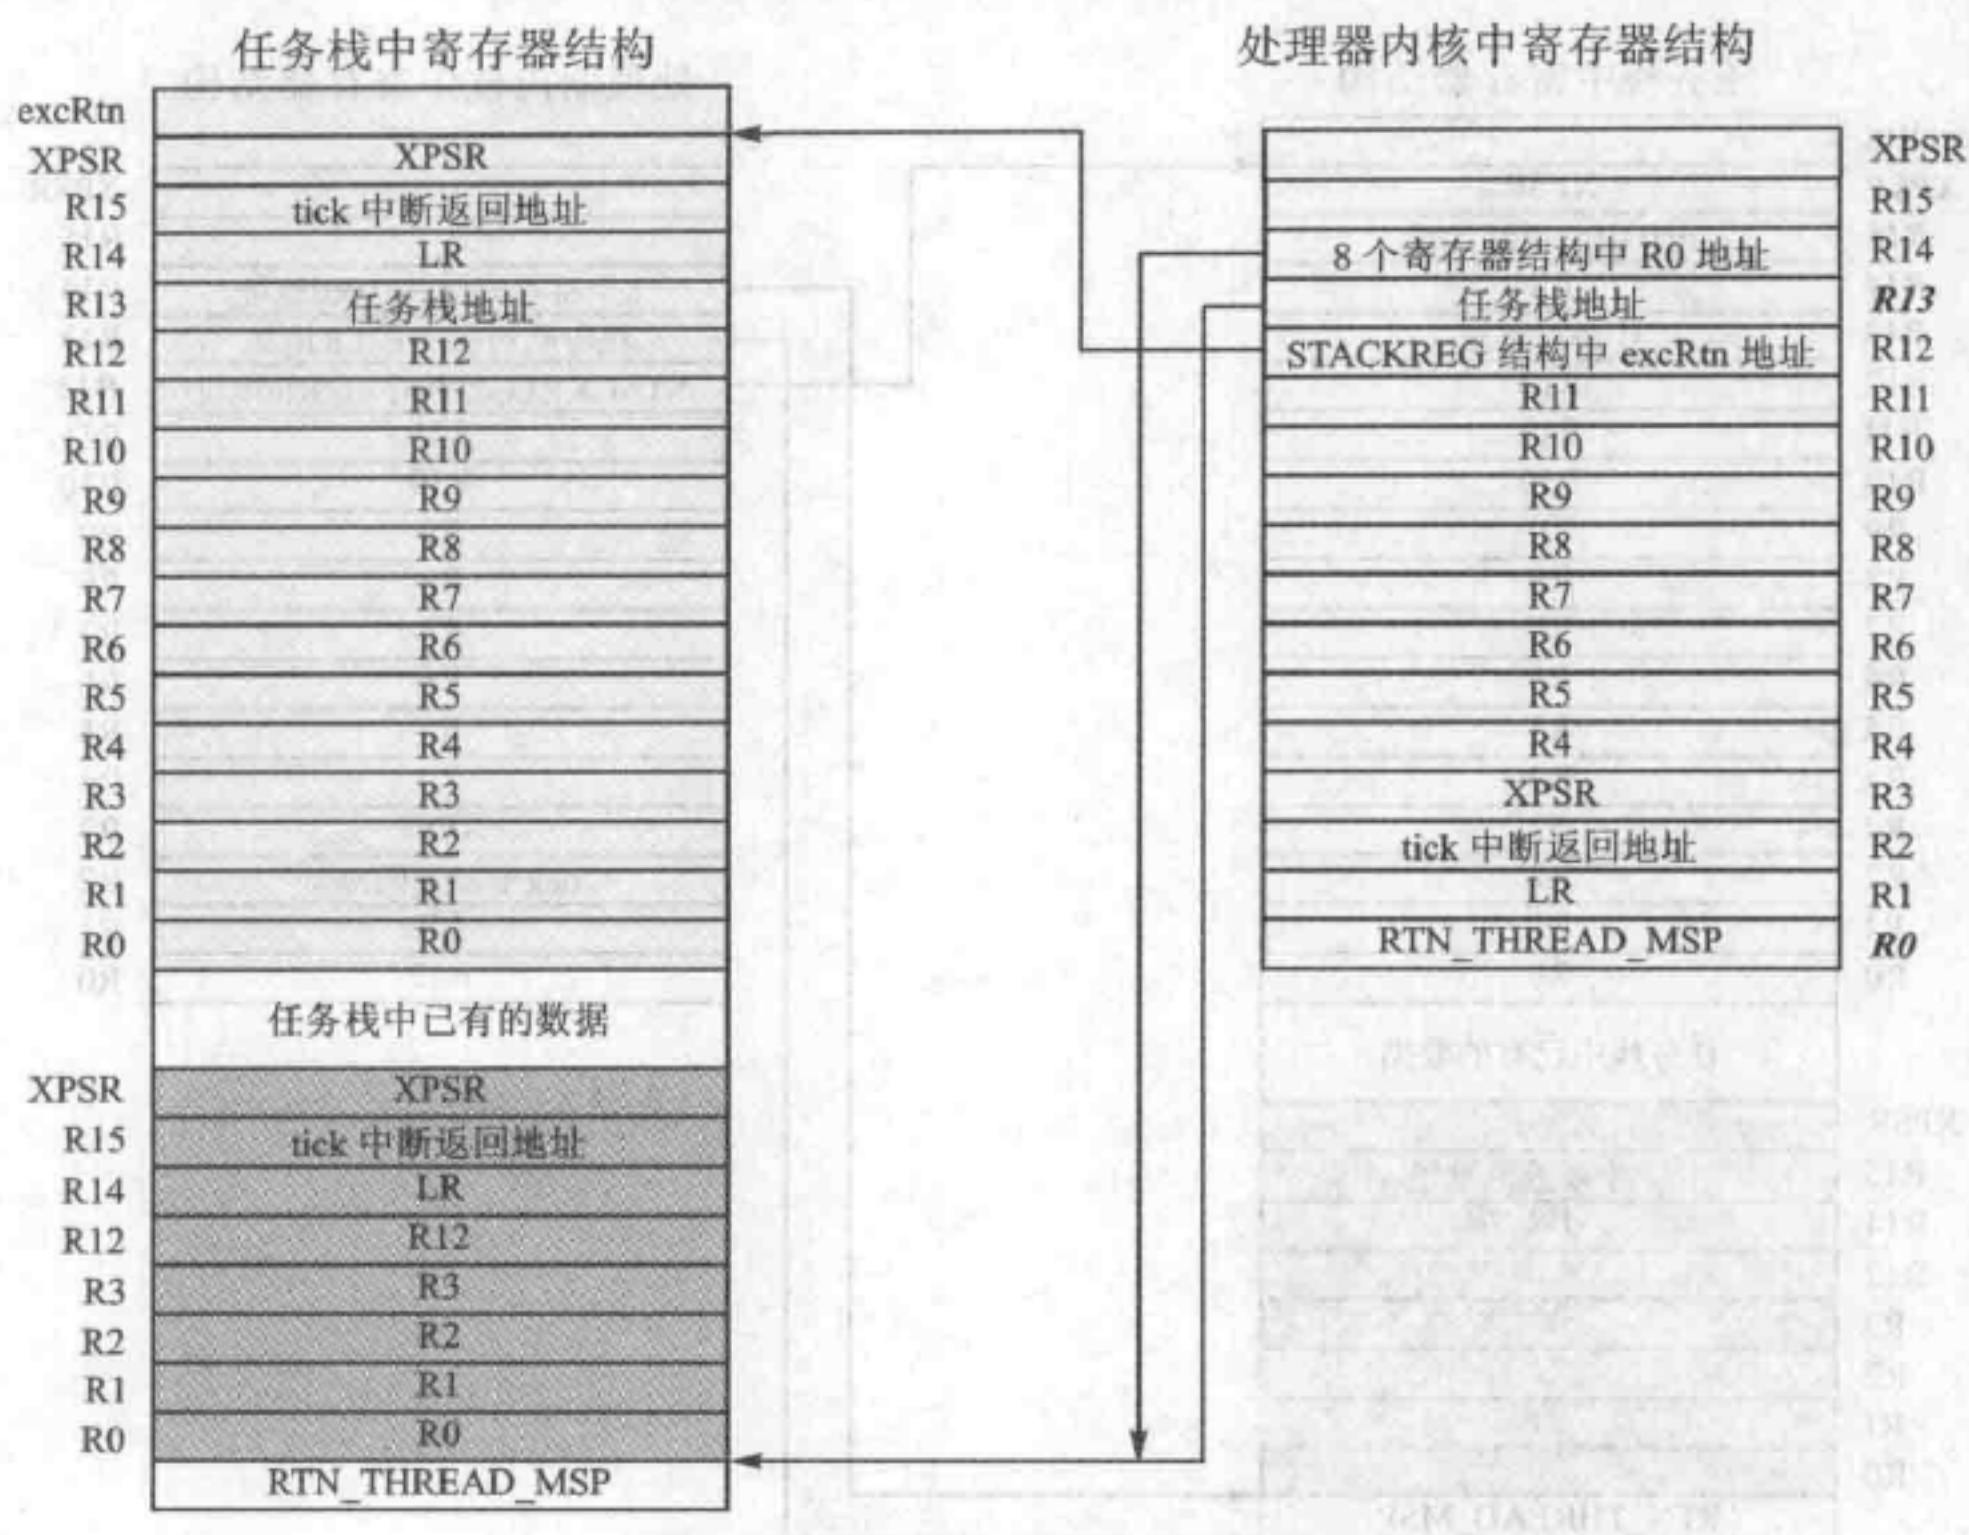 任务栈中寄存器结构
excRtn
XPSR XPSR
R15 tick 中断返回地址
R14 LR
R13 任务栈地址
R12 R12
R11 R11
R10 R10
R9 R9
R8 R8
R7 R7
R6 R6
R5 R5
R4 R4
R3 R3
R2 R2
R1 R1
R0 R0
任务栈中已有的数据
XPSR XPSR
R15 tick 中断返回地址
R14 LR
R12 R12
R3 R3
R2 R2
R1 R1
R0 R0
RTN_THREAD_MSP
处理器内核中寄存器结构
XPSR
R15
8 个寄存器结构中 R0 地址 R14
任务栈地址 R13
STACKREG 结构中 excRtn 地址 R12
R11 R11
R10 R10
R9 R9
R8 R8
R7 R7
R6 R6
R5 R5
R4 R4
XPSR R3
tick 中断返回地址 R2
LR R1
RTN_THREAD_MSP R0